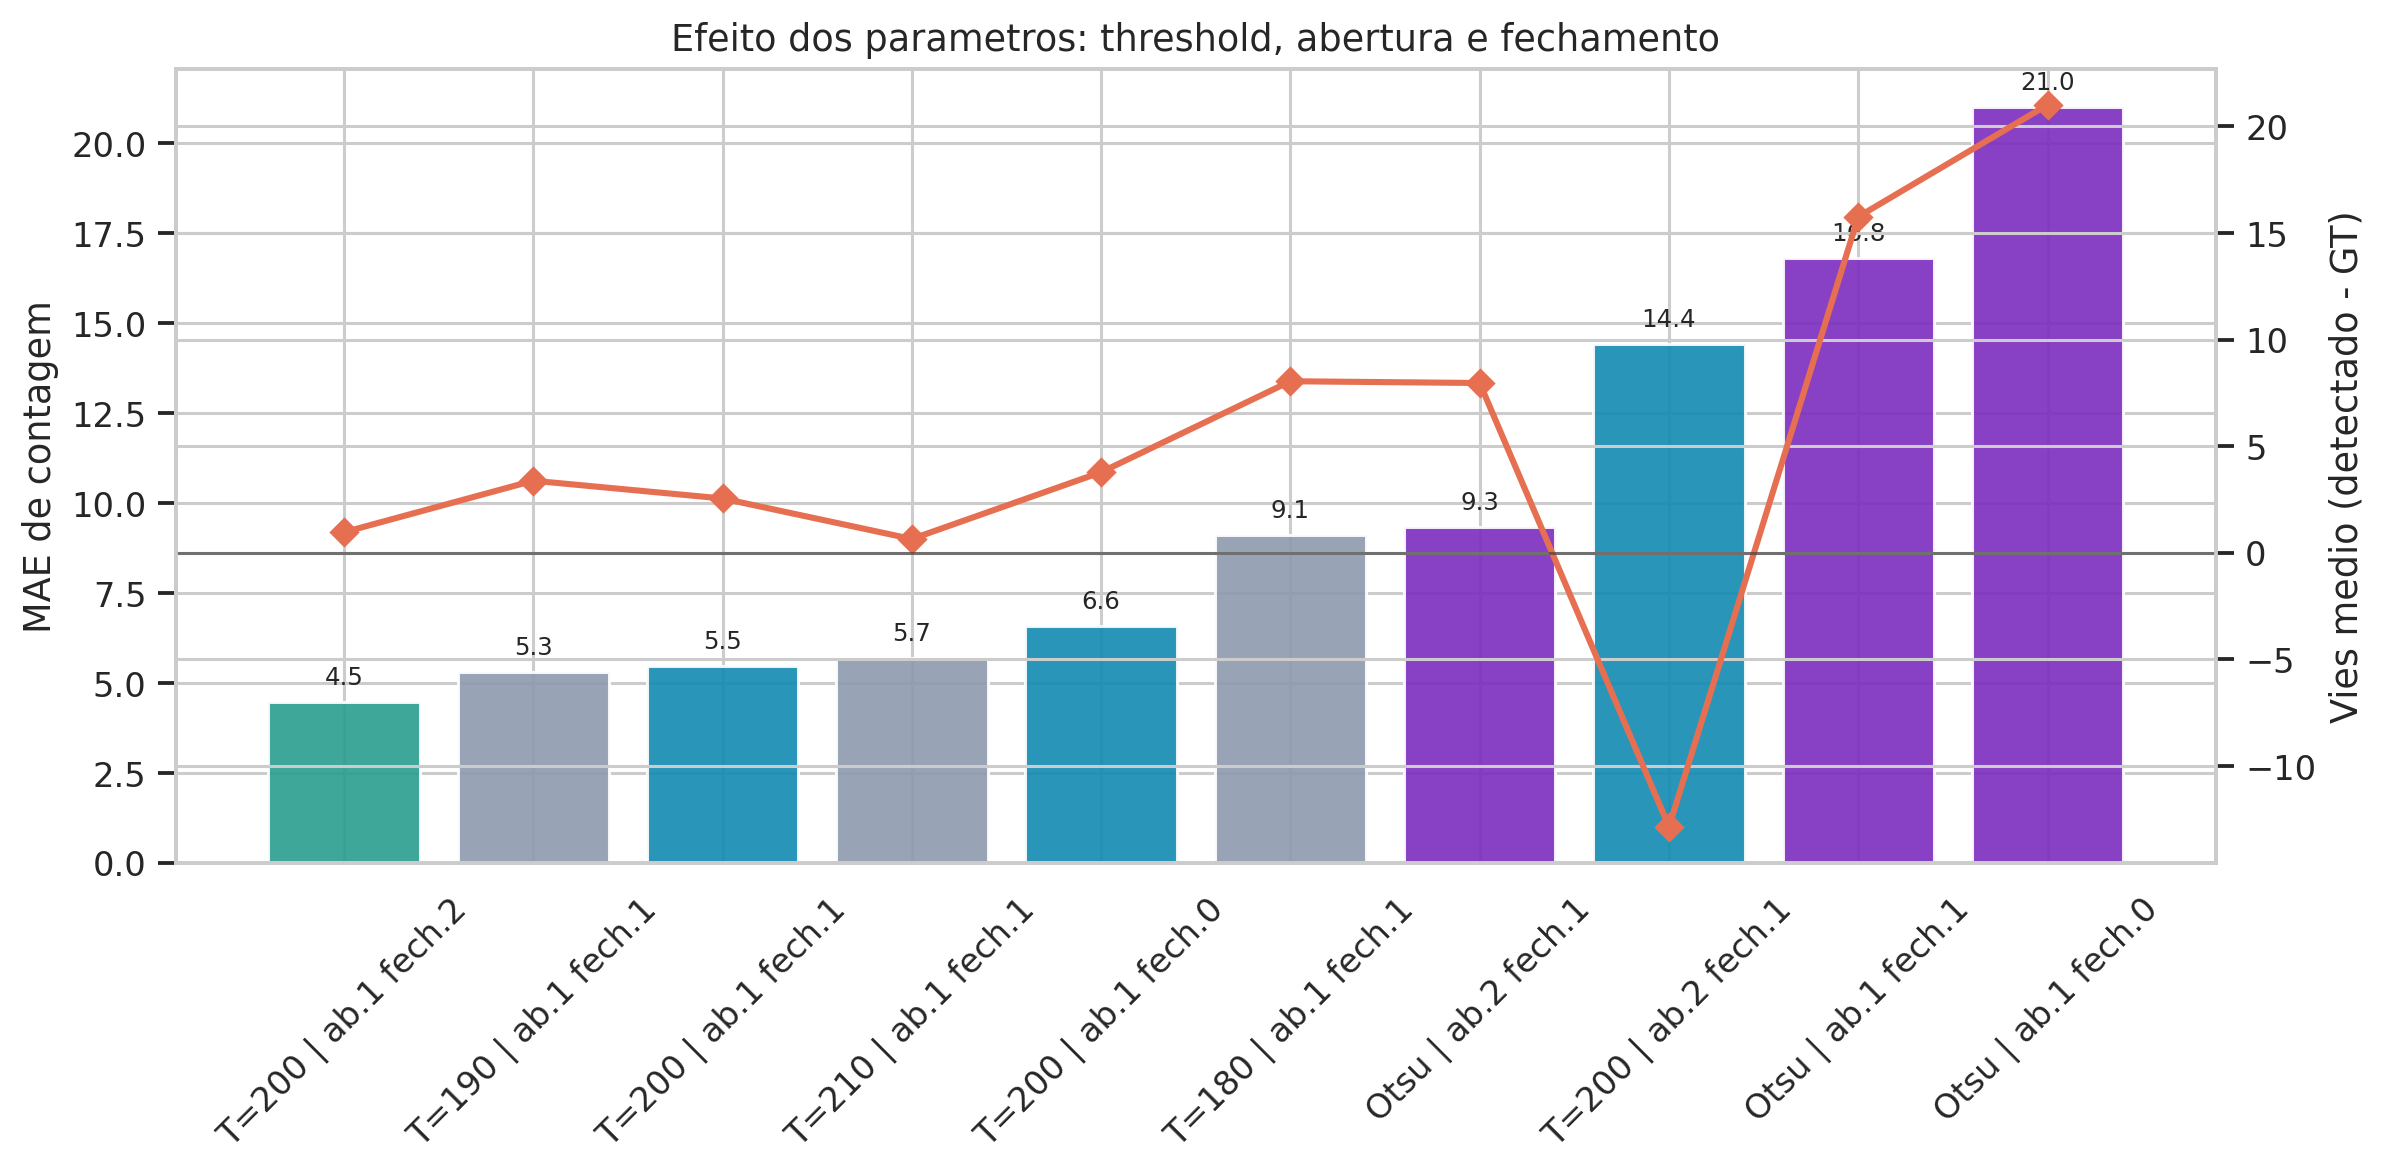 Efeito dos parametros: threshold, abertura e fechamento
MAE de contagem
20.0
17.5
15.0
12.5
10.0
7.5
5.0
2.5
0.0
4.5
5.3
5.5
5.7
6.6
9.1
9.3
14.4
16.8
21.0
20
15
10
5
0
−5
−10
Vies medio (detectado - GT)
T=200 | ab.1 fech.2
T=190 | ab.1 fech.1
T=200 | ab.1 fech.1
T=210 | ab.1 fech.1
T=200 | ab.1 fech.0
T=180 | ab.1 fech.1
Otsu | ab.2 fech.1
T=200 | ab.2 fech.1
Otsu | ab.1 fech.1
Otsu | ab.1 fech.0